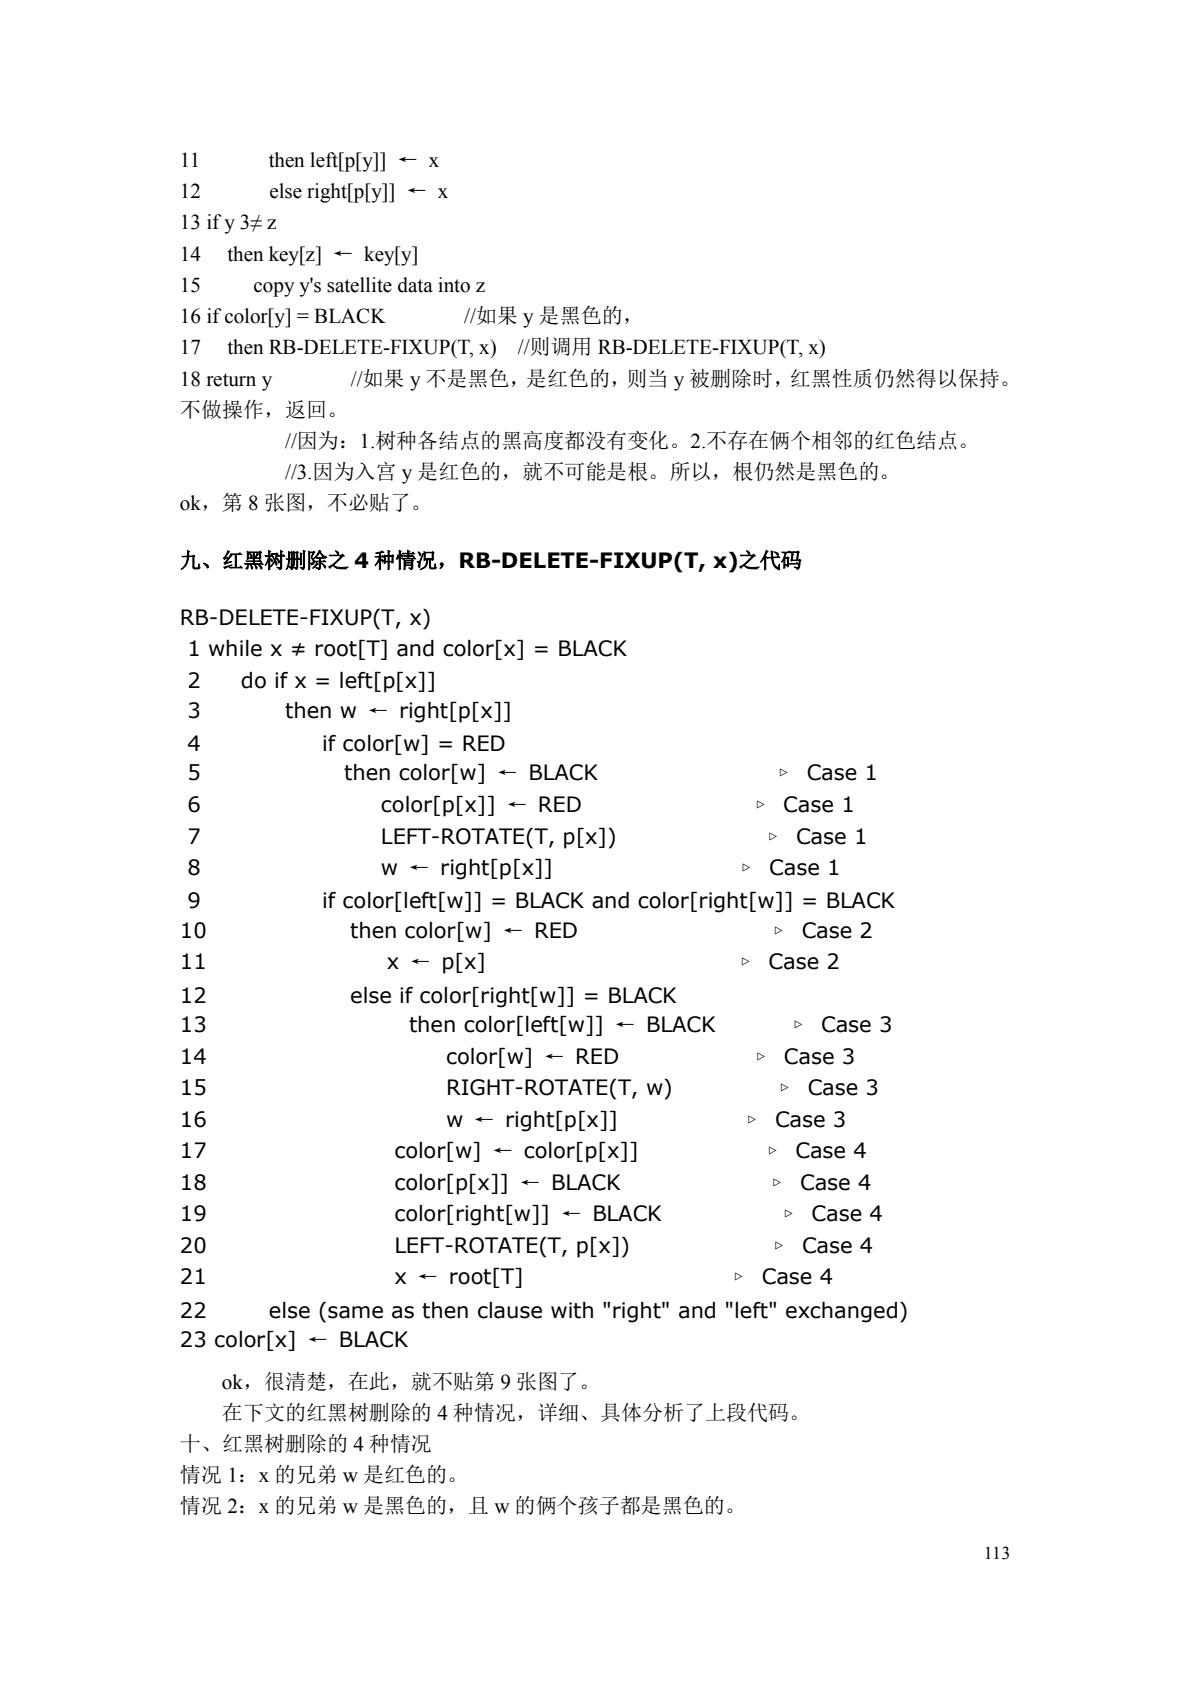 11 then left[p[y]] ← x
12 else right[p[y]] ← x
13 if y 3≠ z
14 then key[z] ← key[y]
15 copy y's satellite data into z
16 if color[y] = BLACK //如果 y 是黑色的，
17 then RB-DELETE-FIXUP(T, x) //则调用 RB-DELETE-FIXUP(T, x)
18 return y //如果 y 不是黑色，是红色的，则当 y 被删除时，红黑性质仍然得以保持。
不做操作，返回。
//因为：1.树种各结点的黑高度都没有变化。2.不存在俩个相邻的红色结点。
//3.因为入宫 y 是红色的，就不可能是根。所以，根仍然是黑色的。
ok，第 8 张图，不必贴了。
九、红黑树删除之 4 种情况，RB-DELETE-FIXUP(T, x)之代码
RB-DELETE-FIXUP(T, x)
1 while x ≠ root[T] and color[x] = BLACK
2 do if x = left[p[x]]
3 then w ← right[p[x]]
4 if color[w] = RED
5 then color[w] ← BLACK ▹ Case 1
6 color[p[x]] ← RED ▹ Case 1
7 LEFT-ROTATE(T, p[x]) ▹ Case 1
8 w ← right[p[x]] ▹ Case 1
9 if color[left[w]] = BLACK and color[right[w]] = BLACK
10 then color[w] ← RED ▹ Case 2
11 x ← p[x] ▹ Case 2
12 else if color[right[w]] = BLACK
13 then color[left[w]] ← BLACK ▹ Case 3
14 color[w] ← RED ▹ Case 3
15 RIGHT-ROTATE(T, w) ▹ Case 3
16 w ← right[p[x]] ▹ Case 3
17 color[w] ← color[p[x]] ▹ Case 4
18 color[p[x]] ← BLACK ▹ Case 4
19 color[right[w]] ← BLACK ▹ Case 4
20 LEFT-ROTATE(T, p[x]) ▹ Case 4
21 x ← root[T] ▹ Case 4
22 else (same as then clause with "right" and "left" exchanged)
23 color[x] ← BLACK
ok，很清楚，在此，就不贴第 9 张图了。
在下文的红黑树删除的 4 种情况，详细、具体分析了上段代码。
十、红黑树删除的 4 种情况
情况 1：x 的兄弟 w 是红色的。
情况 2：x 的兄弟 w 是黑色的，且 w 的俩个孩子都是黑色的。
113